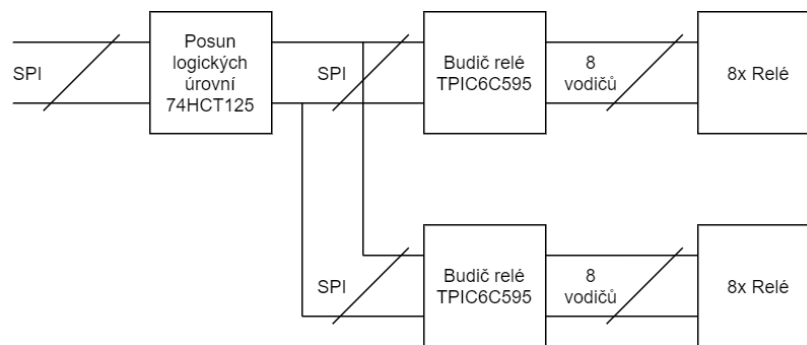 SPI
Posun
logických
úrovní
74HCT125
SPI
Budič relé
TPIC6C595
8
vodičů
8x Relé
SPI
Budič relé
TPIC6C595
8
vodičů
8x Relé